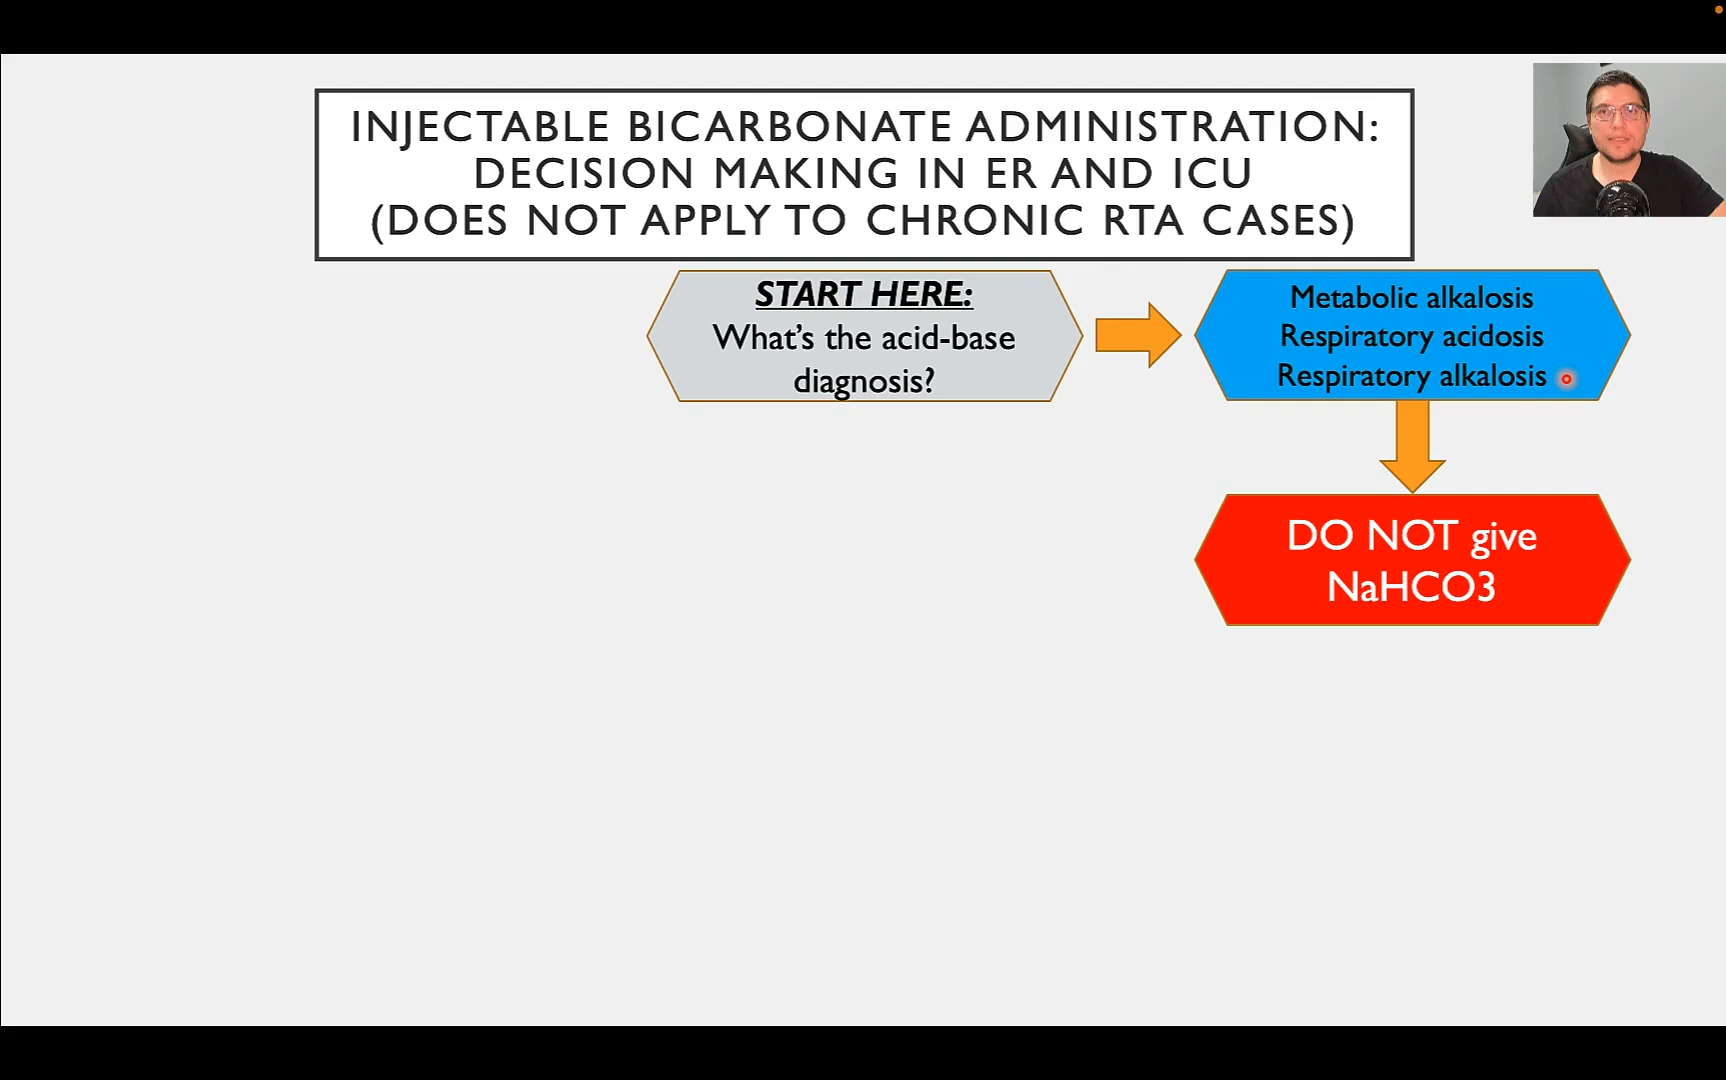 INJECTABLE BICARBONATE ADMINISTRATION:
DECISION MAKING IN ER AND ICU
(DOES NOT APPLY TO CHRONIC RTA CASES)
START HERE:
What's the acid-base
diagnosis?
Metabolic alkalosis
Respiratory acidosis
Respiratory alkalosis
DO NOT give
NaHCO3